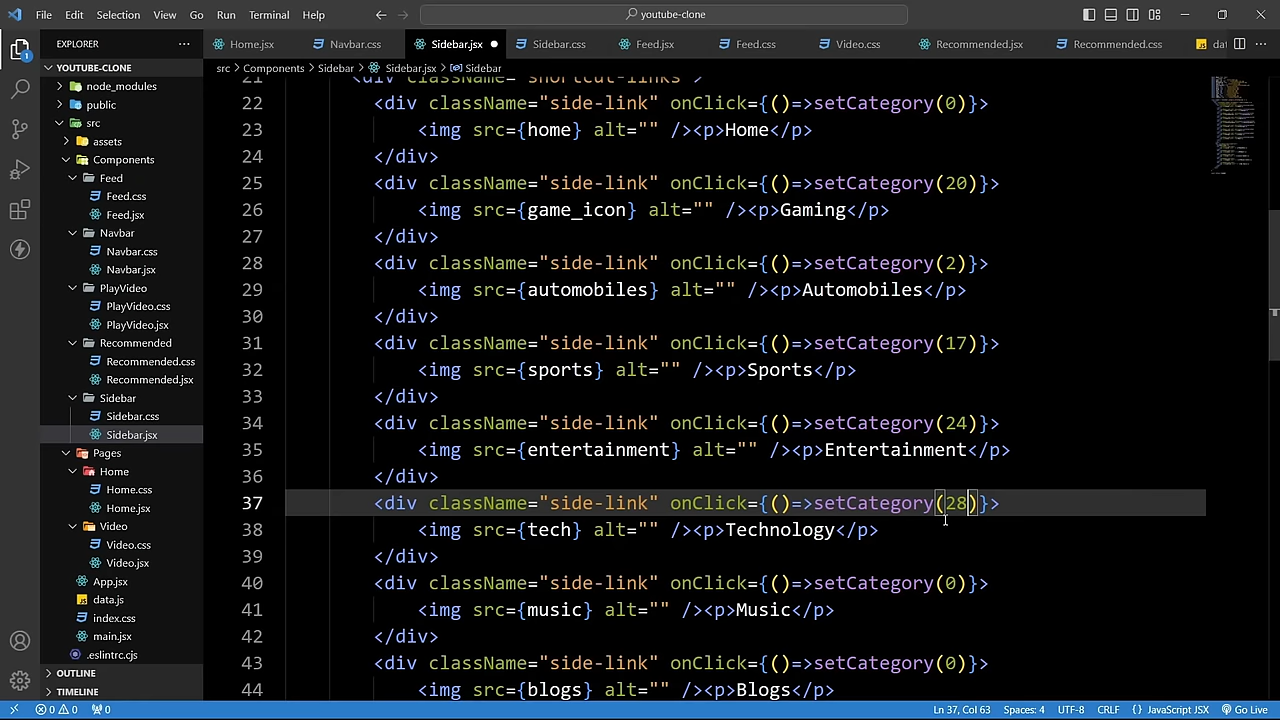 File Edit Selection View Go Run Terminal Help youtube-clone
EXPLORER
Home.jsx Navbar.css Sidebar.jsx Sidebar.css Feed.jsx Feed.css Video.css Recommended.jsx Recommended.css
YOUTUBE-CLONE
node_modules
public
src
assets
Components
Feed
Feed.css
Feed.jsx
Navbar
Navbar.css
Navbar.jsx
PlayVideo
PlayVideo.css
PlayVideo.jsx
Recommended
Recommended.css
Recommended.jsx
Sidebar
Sidebar.css
Sidebar.jsx
Pages
Home
Home.css
Home.jsx
Video
Video.css
Video.jsx
App.jsx
data.js
index.css
main.jsx
.eslintrc.cjs
OUTLINE
TIMELINE
1
src > Components > Sidebar > Sidebar.jsx > Sidebar
21 <div className="shortcut-links">
22 <div className="side-link" onClick={()=>setCategory(0)}>
23 <img src={home} alt="" /><p>Home</p>
24 </div>
25 <div className="side-link" onClick={()=>setCategory(20)}>
26 <img src={game_icon} alt="" /><p>Gaming</p>
27 </div>
28 <div className="side-link" onClick={()=>setCategory(2)}>
29 <img src={automobiles} alt="" /><p>Automobiles</p>
30 </div>
31 <div className="side-link" onClick={()=>setCategory(17)}>
32 <img src={sports} alt="" /><p>Sports</p>
33 </div>
34 <div className="side-link" onClick={()=>setCategory(24)}>
35 <img src={entertainment} alt="" /><p>Entertainment</p>
36 </div>
37 <div className="side-link" onClick={()=>setCategory(28)}>
38 <img src={tech} alt="" /><p>Technology</p>
39 </div>
40 <div className="side-link" onClick={()=>setCategory(0)}>
41 <img src={music} alt="" /><p>Music</p>
42 </div>
43 <div className="side-link" onClick={()=>setCategory(0)}>
44 <img src={blogs} alt="" /><p>Blogs</p>
0 0 0 Ln 37, Col 63 Spaces: 4 UTF-8 CRLF {} JavaScript JSX Go Live